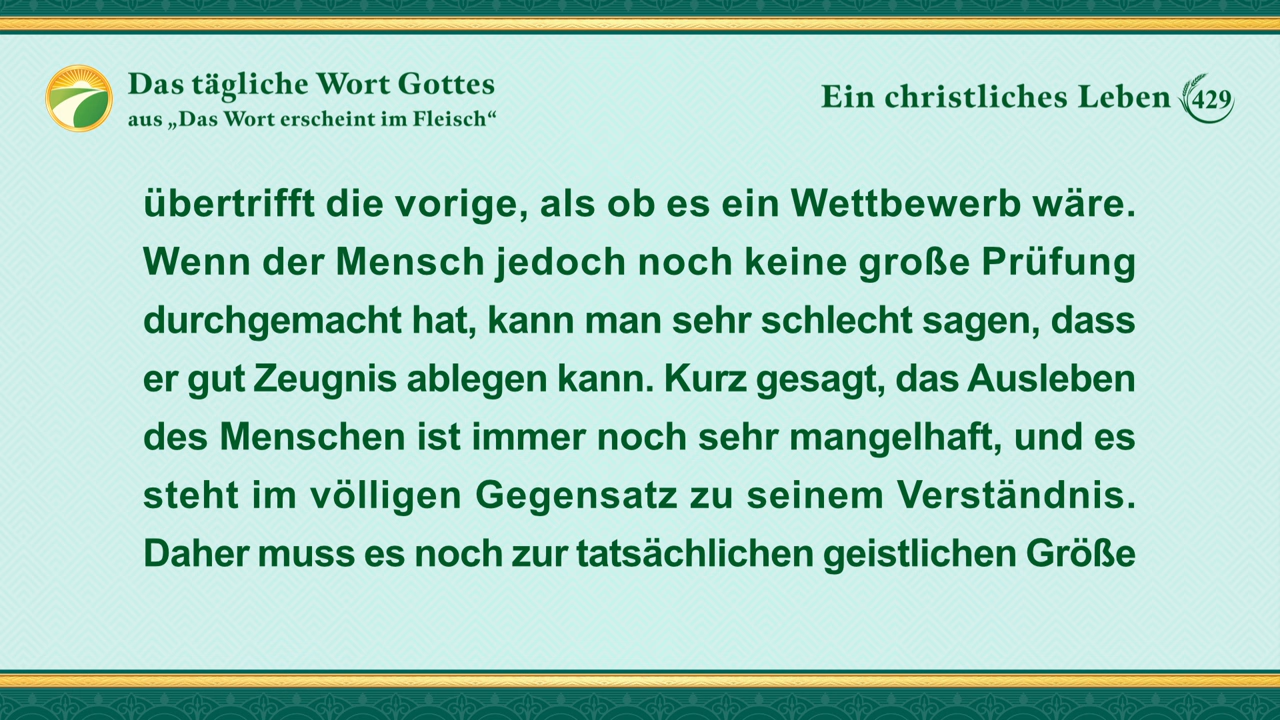 Das tägliche Wort Gottes
aus „Das Wort erscheint im Fleisch“
Ein christliches Leben 429
übertrifft die vorige, als ob es ein Wettbewerb wäre.
Wenn der Mensch jedoch noch keine große Prüfung
durchgemacht hat, kann man sehr schlecht sagen, dass
er gut Zeugnis ablegen kann. Kurz gesagt, das Ausleben
des Menschen ist immer noch sehr mangelhaft, und es
steht im völligen Gegensatz zu seinem Verständnis.
Daher muss es noch zur tatsächlichen geistlichen Größe